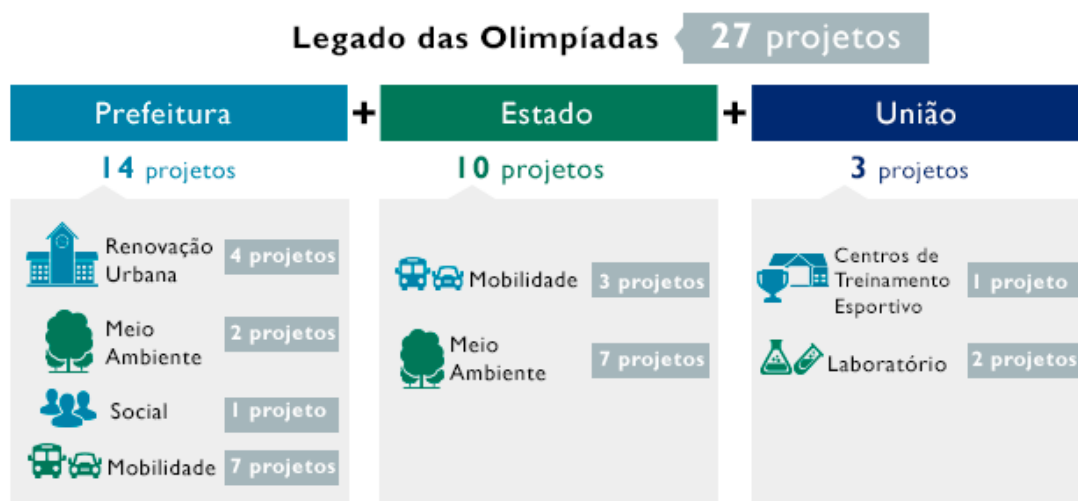 Legado das Olimpíadas 27 projetos
Prefeitura + Estado + União
14 projetos
10 projetos
3 projetos
Renovação
Urbana
4 projetos
Meio
Ambiente
2 projetos
Social
1 projeto
Mobilidade
7 projetos
Mobilidade
3 projetos
Meio
Ambiente
7 projetos
Centros de
Treinamento
Esportivo
1 projeto
Laboratório
2 projetos